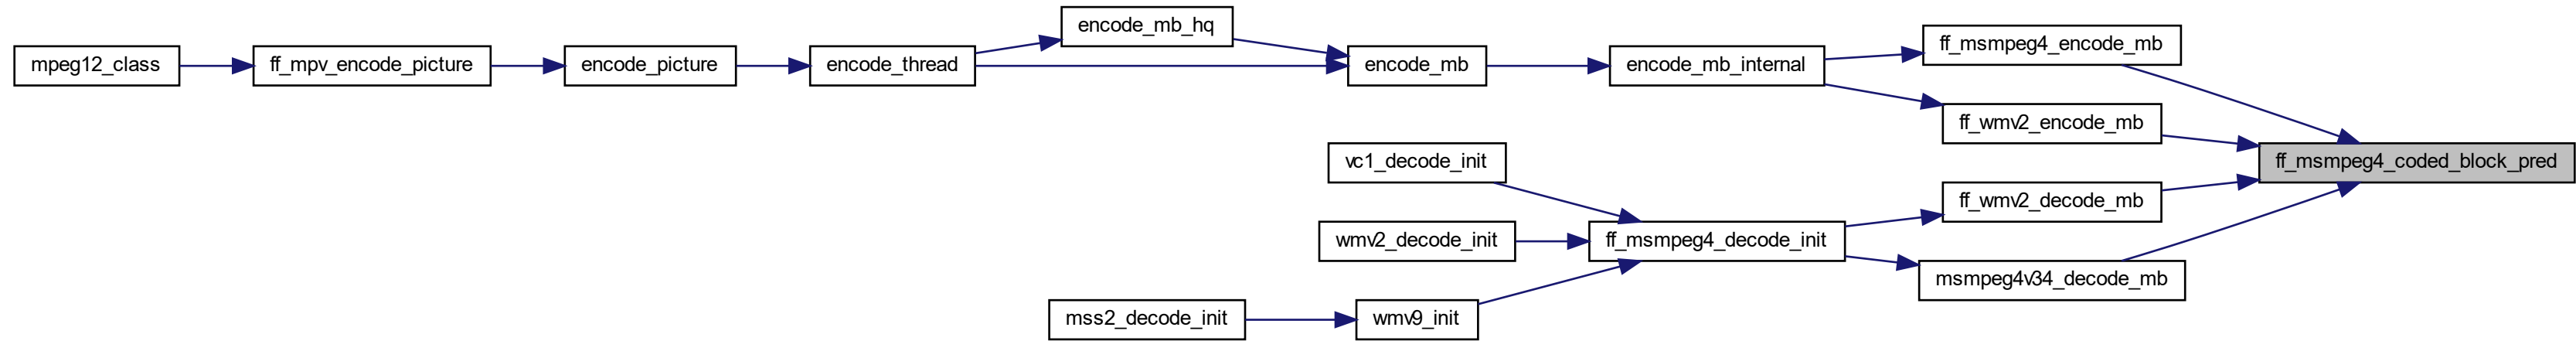 encode_mb_hq
ff_msmpeg4_encode_mb
mpeg12_class
ff_mpv_encode_picture
encode_picture
encode_thread
encode_mb
encode_mb_internal
ff_wmv2_encode_mb
vc1_decode_init
ff_msmpeg4_coded_block_pred
ff_wmv2_decode_mb
wmv2_decode_init
ff_msmpeg4_decode_init
msmpeg4v34_decode_mb
mss2_decode_init
wmv9_init